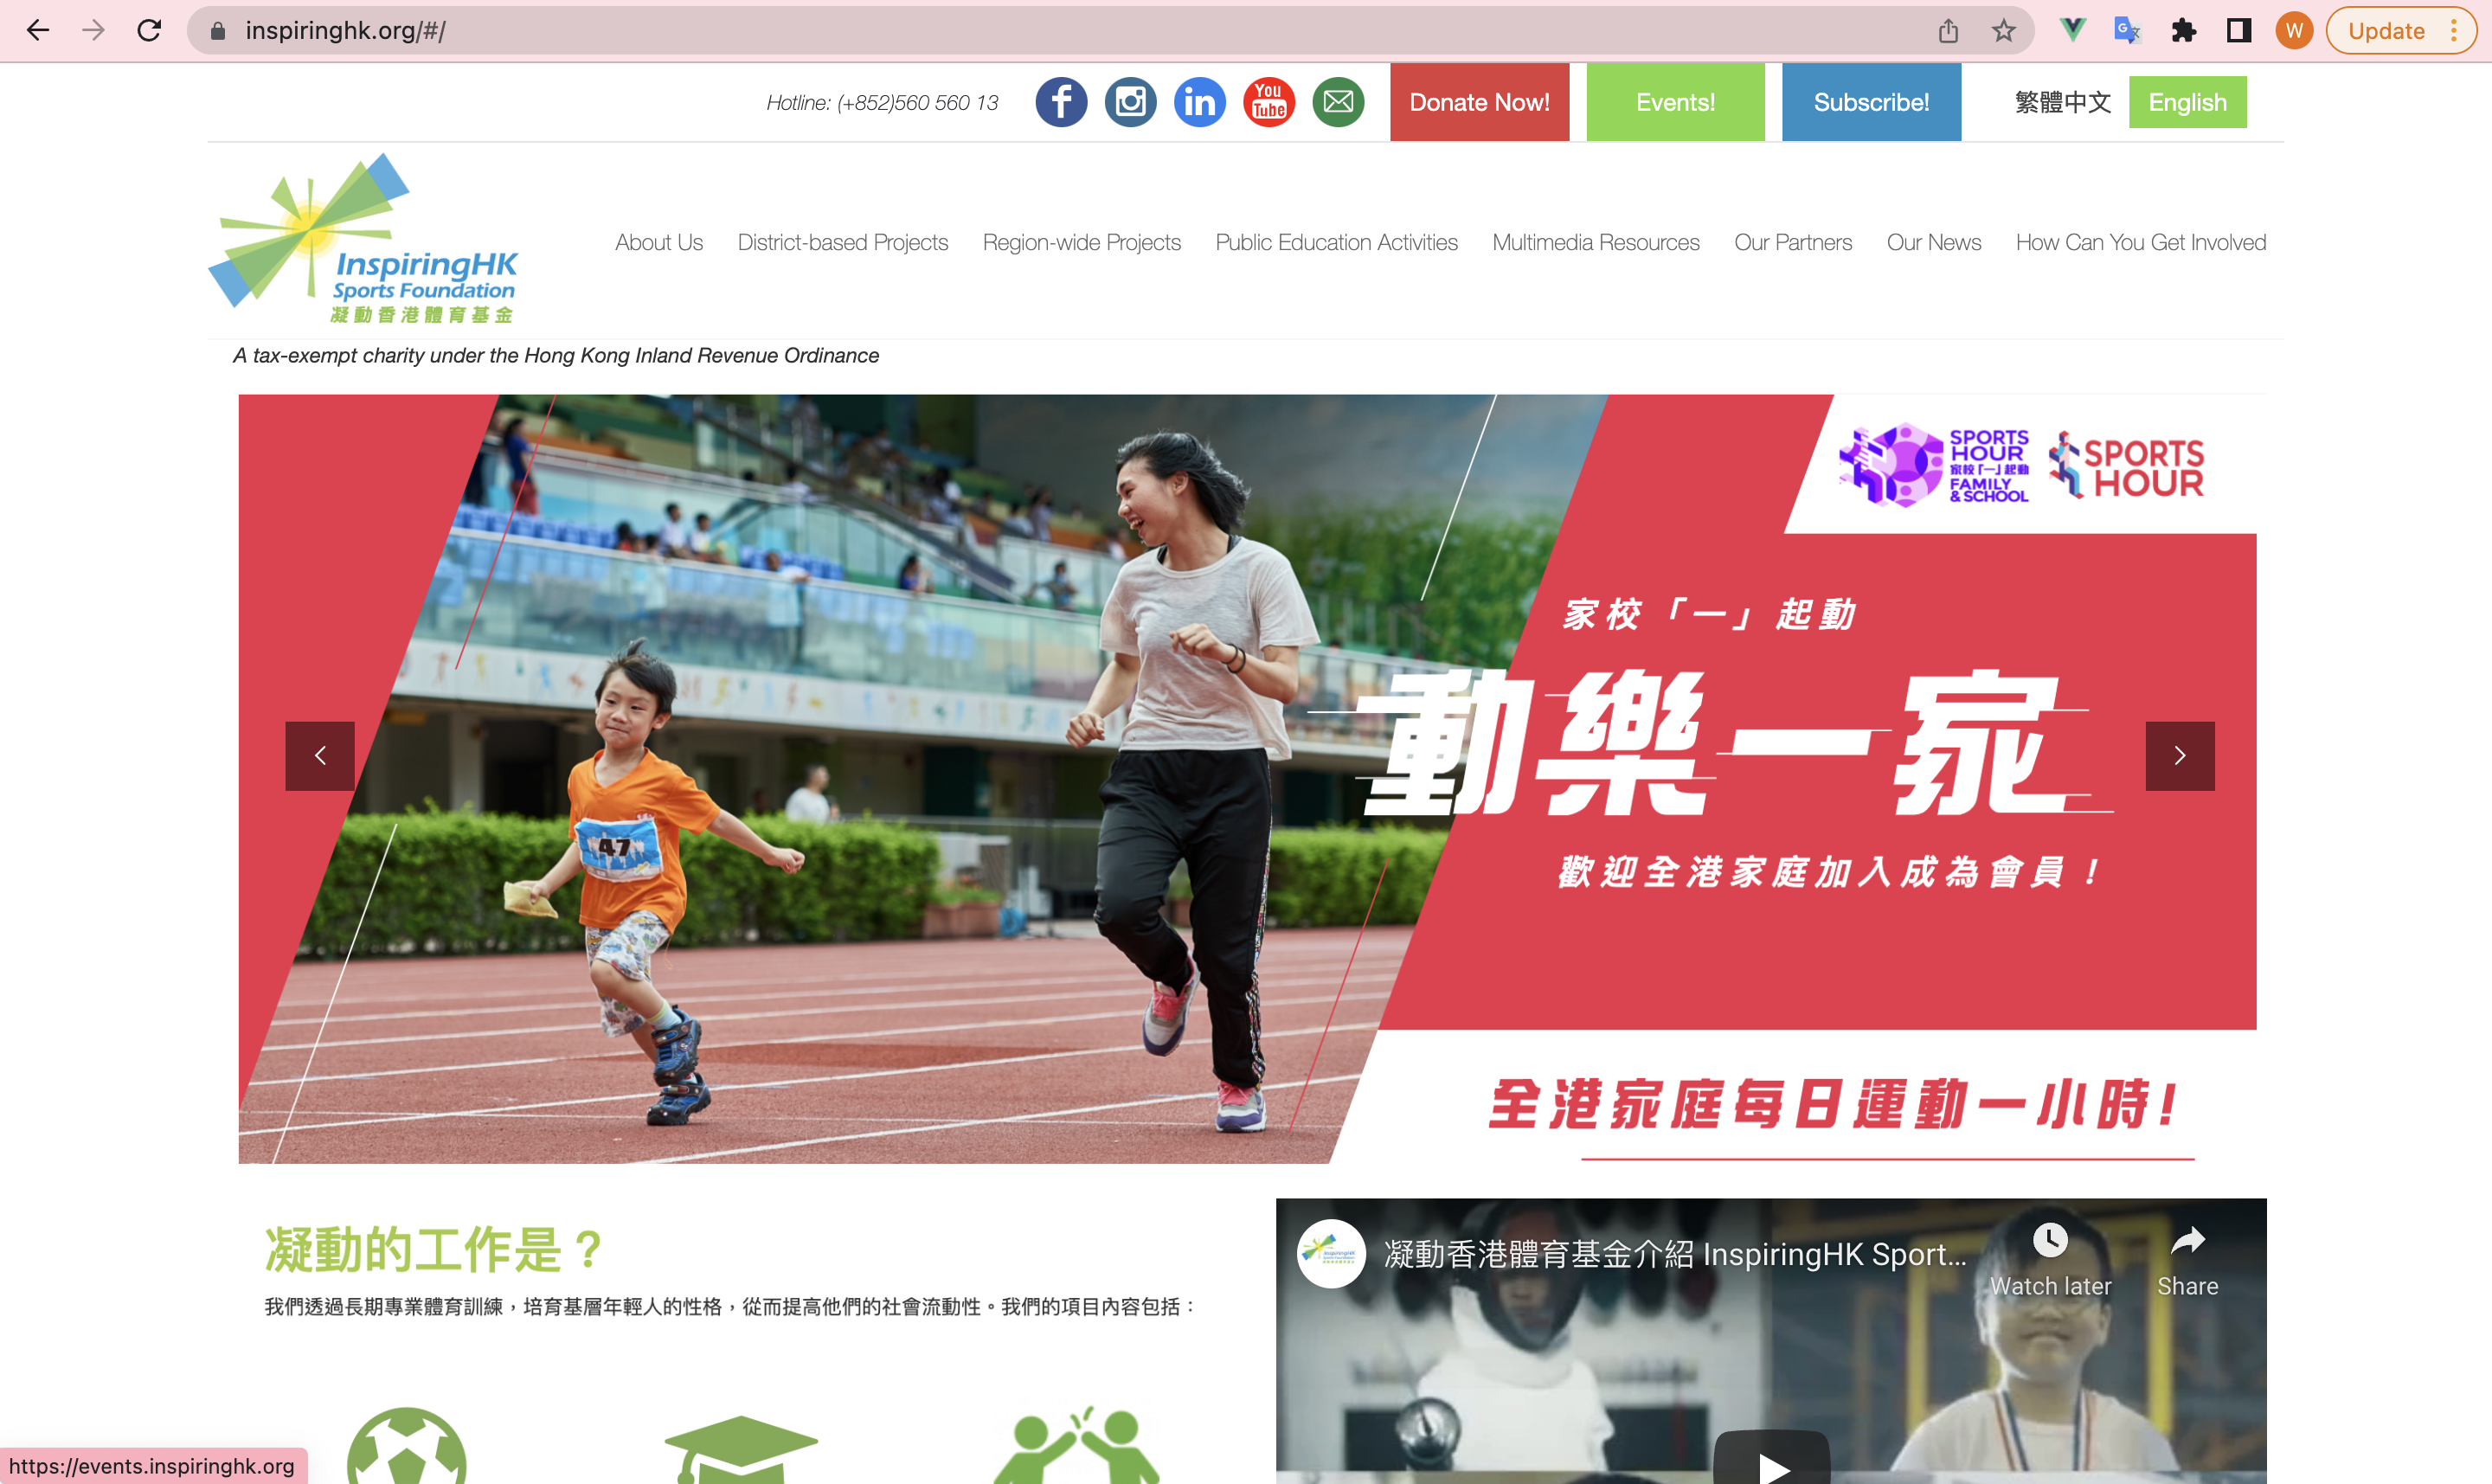 inspiringhk.org/#/
W
Update
Hotline: (+852)560 560 13
You
Tube
Donate Now!
Events!
Subscribe!
繁體中文
English
InspiringHK
Sports Foundation
凝動香港體育基金
About Us
District-based Projects
Region-wide Projects
Public Education Activities
Multimedia Resources
Our Partners
Our News
How Can You Get Involved
A tax-exempt charity under the Hong Kong Inland Revenue Ordinance
SPORTS
HOUR
家校「一」起動
FAMILY
& SCHOOL
SPORTS
HOUR
家校「一」起動
動樂一家
47
歡迎全港家庭加入成為會員！
全港家庭每日運動一小時!
凝動的工作是？
我們透過長期專業體育訓練，培育基層年輕人的性格，從而提高他們的社會流動性。我們的項目內容包括：
凝動香港體育基金介紹 InspiringHK Sport...
Watch later
Share
https://events.inspiringhk.org